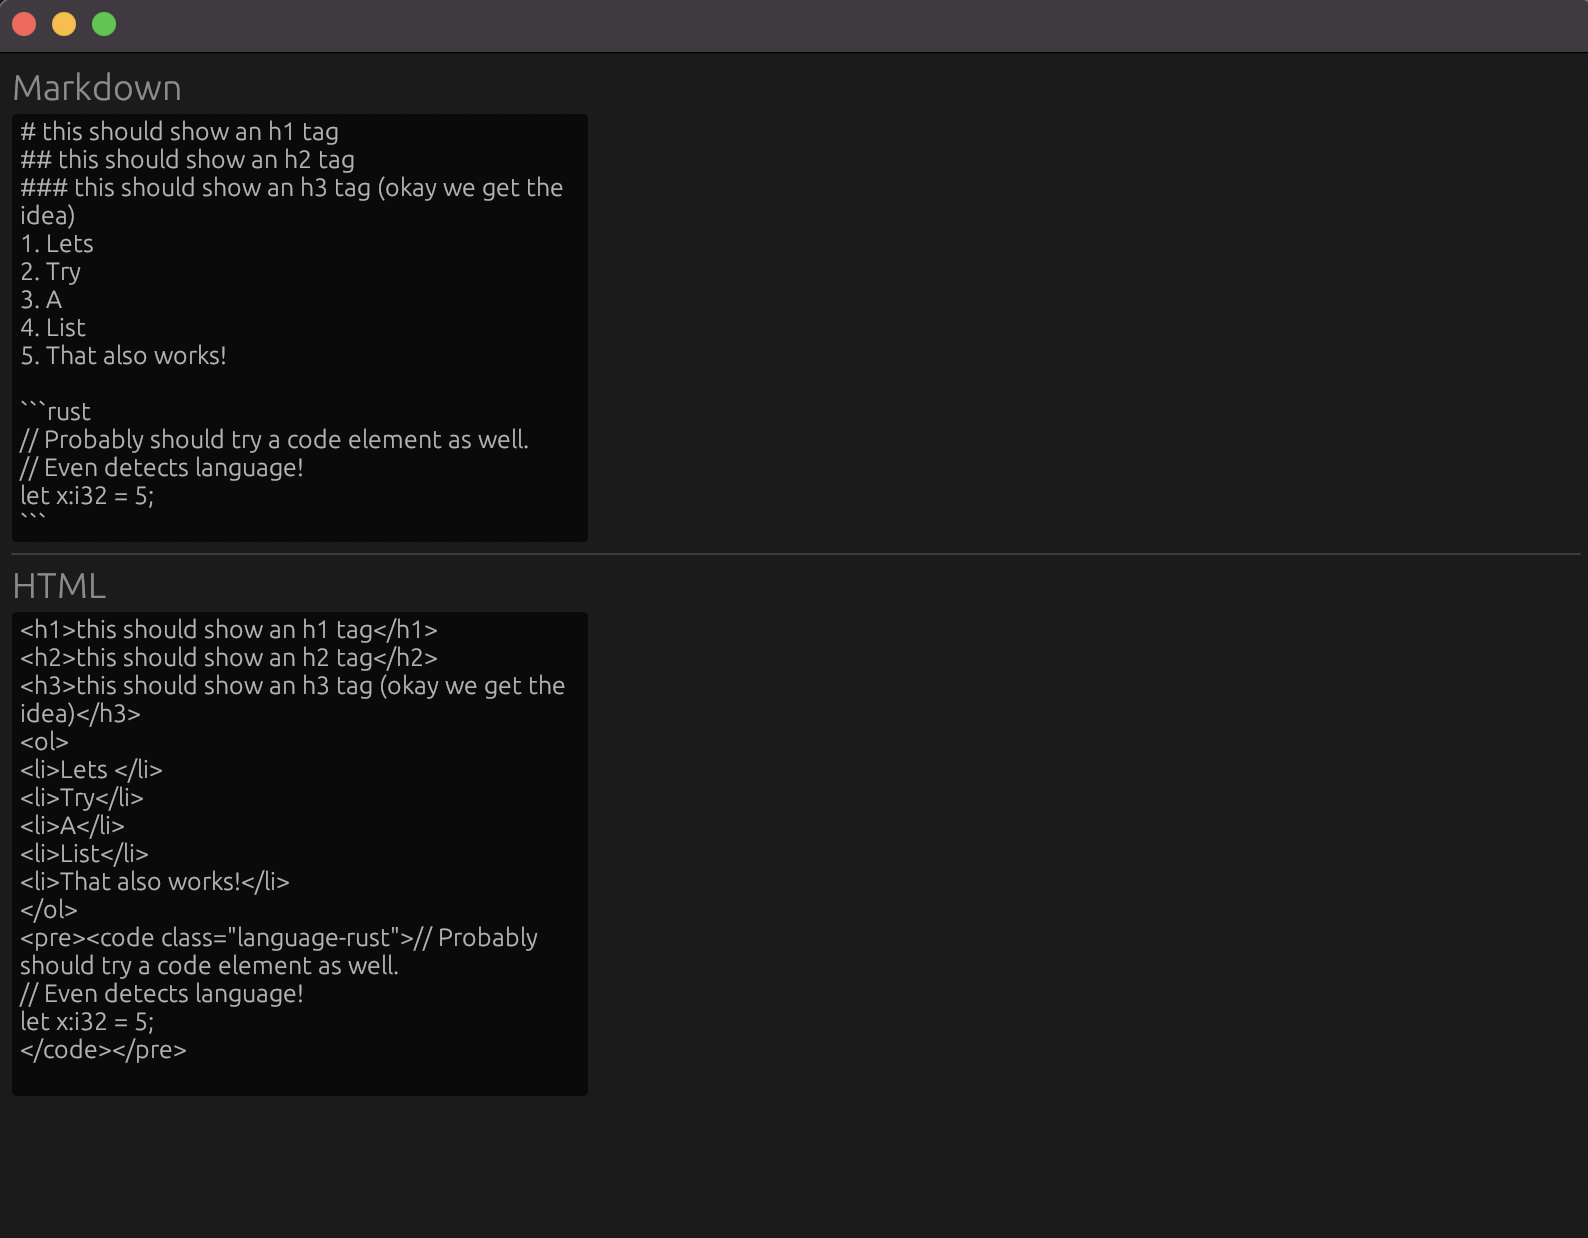 Markdown
# this should show an h1 tag
## this should show an h2 tag
### this should show an h3 tag (okay we get the
idea)
1. Lets
2. Try
3. A
4. List
5. That also works!
```rust
// Probably should try a code element as well.
// Even detects language!
let x:i32 = 5;
```
HTML
<h1>this should show an h1 tag</h1>
<h2>this should show an h2 tag</h2>
<h3>this should show an h3 tag (okay we get the
idea)</h3>
<ol>
<li>Lets </li>
<li>Try</li>
<li>A</li>
<li>List</li>
<li>That also works!</li>
</ol>
<pre><code class="language-rust">// Probably
should try a code element as well.
// Even detects language!
let x:i32 = 5;
</code></pre>